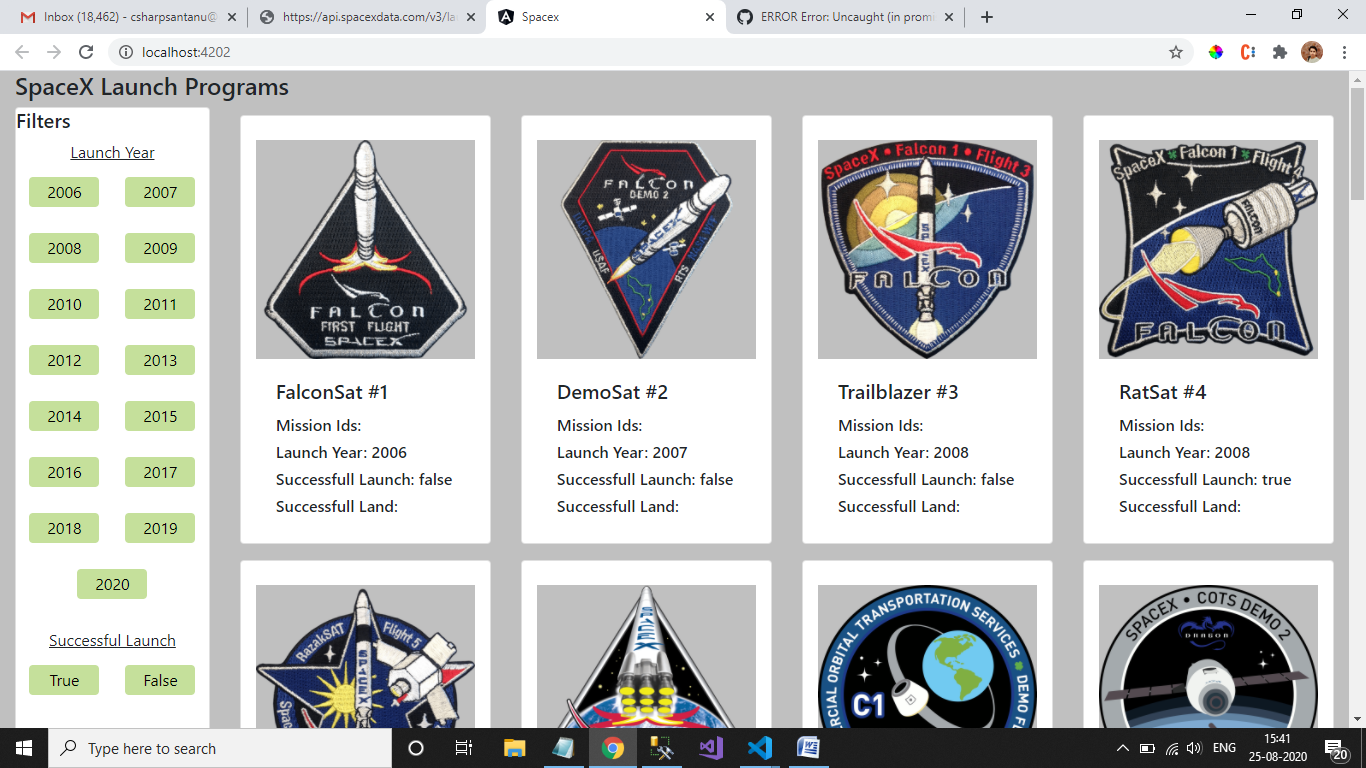 Inbox (18,462) - csharpsantanu@
https://api.spacexdata.com/v3/la
Spacex
ERROR Error: Uncaught (in promi
localhost:4202
SpaceX Launch Programs
Filters
Launch Year
2006
2007
2008
2009
2010
2011
2012
2013
2014
2015
2016
2017
2018
2019
2020
Successful Launch
True
False
FALCON
FIRST FLIGHT
SPACEX
FalconSat #1
Mission Ids:
Launch Year: 2006
Successfull Launch: false
Successfull Land:
FALCON
DEMO 2
SPACEX
USAF
RTS
DemoSat #2
Mission Ids:
Launch Year: 2007
Successfull Launch: false
Successfull Land:
SpaceX • Falcon 1 • Flight 3
SPACEX
FALCON
Trailblazer #3
Mission Ids:
Launch Year: 2008
Successfull Launch: false
Successfull Land:
SpaceX Falcon 1 Flight 4
FALCON
FALCON
RatSat #4
Mission Ids:
Launch Year: 2008
Successfull Launch: true
Successfull Land:
RazakSAT
Flight 5
SPACEX
SPACEX
COMMERCIAL ORBITAL TRANSPORTATION SERVICES
DEMO
C1
SPACEX • COTS DEMO 2
DRAGON
Type here to search
ENG
15:41
25-08-2020
20